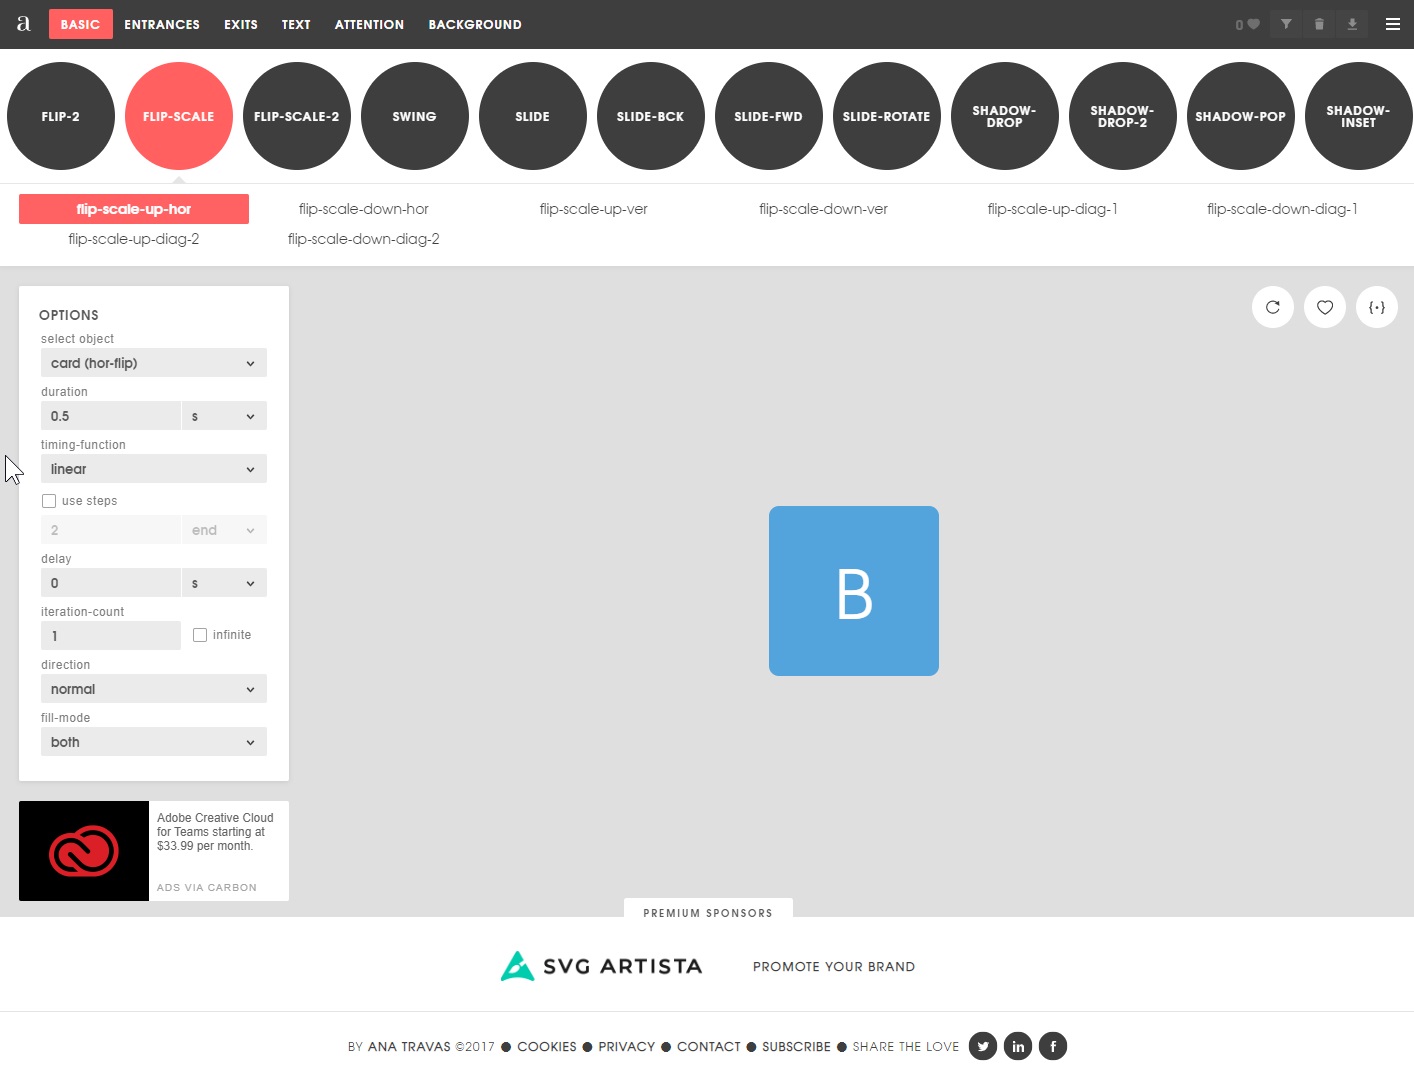 a BASIC ENTRANCES EXITS TEXT ATTENTION BACKGROUND 0
FLIP-2 FLIP-SCALE FLIP-SCALE-2 SWING SLIDE SLIDE-BCK SLIDE-FWD SLIDE-ROTATE SHADOW-DROP SHADOW-DROP-2 SHADOW-POP SHADOW-INSET
flip-scale-up-hor flip-scale-down-hor flip-scale-up-ver flip-scale-down-ver flip-scale-up-diag-1 flip-scale-down-diag-1
flip-scale-up-diag-2 flip-scale-down-diag-2
OPTIONS
select object
card (hor-flip)
duration
0.5 s
timing-function
linear
use steps
2 end
delay
0 s
iteration-count
1 infinite
direction
normal
fill-mode
both
{·}
B
Adobe Creative Cloud
for Teams starting at
$33.99 per month.
ADS VIA CARBON
PREMIUM SPONSORS
SVG ARTISTA PROMOTE YOUR BRAND
BY ANA TRAVAS ©2017 ● COOKIES ● PRIVACY ● CONTACT ● SUBSCRIBE ● SHARE THE LOVE in f